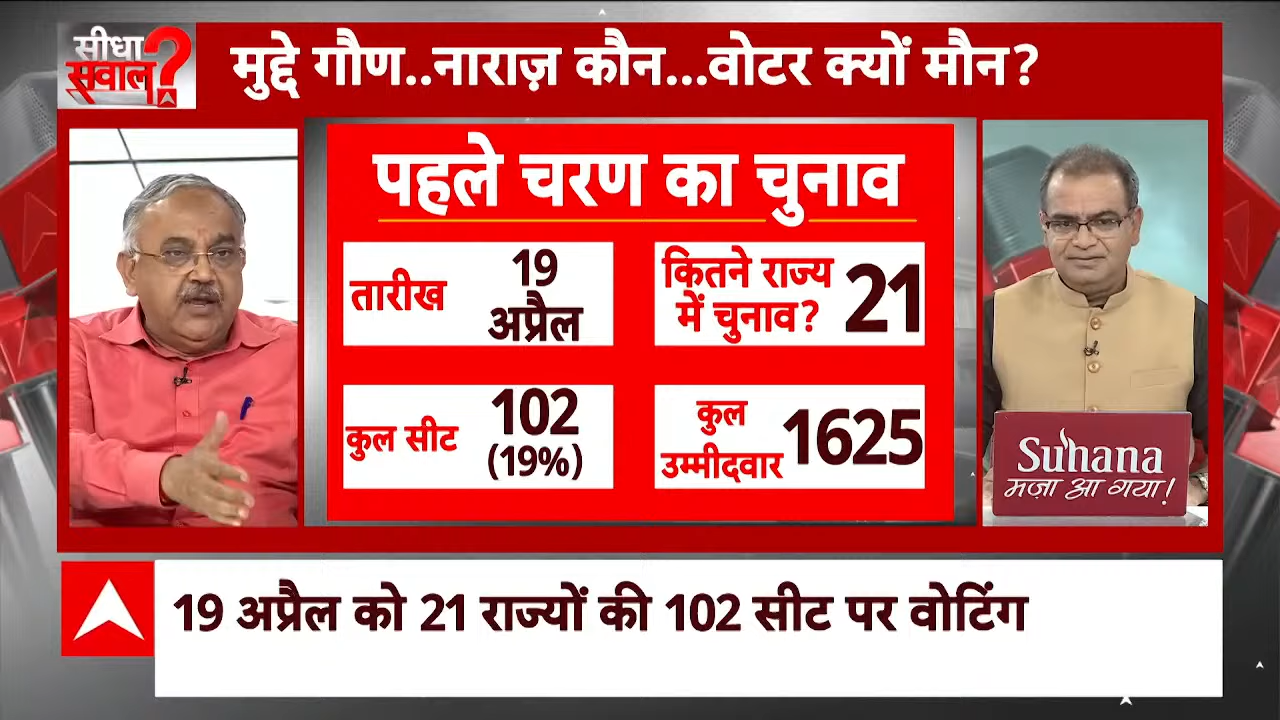 सीधा
सवाल?
मुद्दे गौण..नाराज़ कौन...वोटर क्यों मौन?
पहले चरण का चुनाव
तारीख
19
अप्रैल
कितने राज्य
में चुनाव?
21
कुल सीट
102
(19%)
कुल
उम्मीदवार
1625
Suhana
मज़ा आ गया!
19 अप्रैल को 21 राज्यों की 102 सीट पर वोटिंग